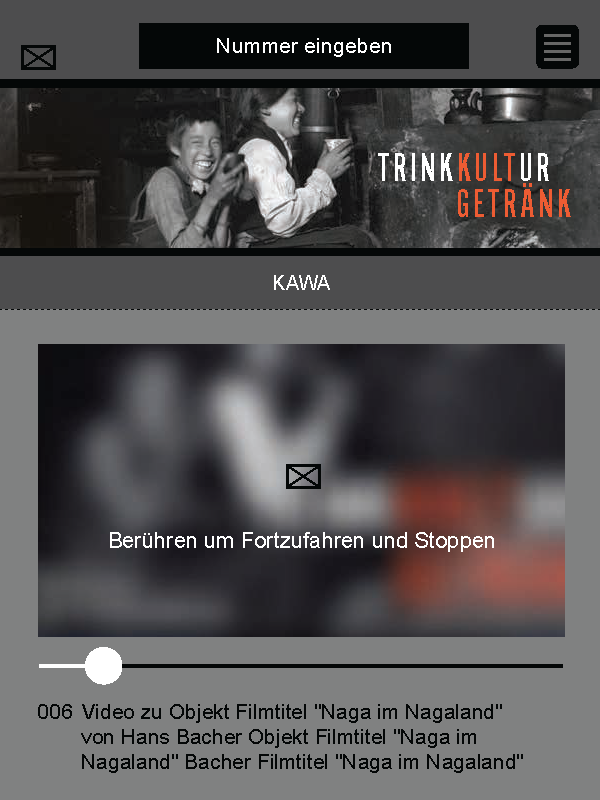 Nummer eingeben
TRINKKULTUR
GETRÄNK
KAWA
Berühren um Fortzufahren und Stoppen
006 Video zu Objekt Filmtitel "Naga im Nagaland"
von Hans Bacher Objekt Filmtitel "Naga im
Nagaland" Bacher Filmtitel "Naga im Nagaland"